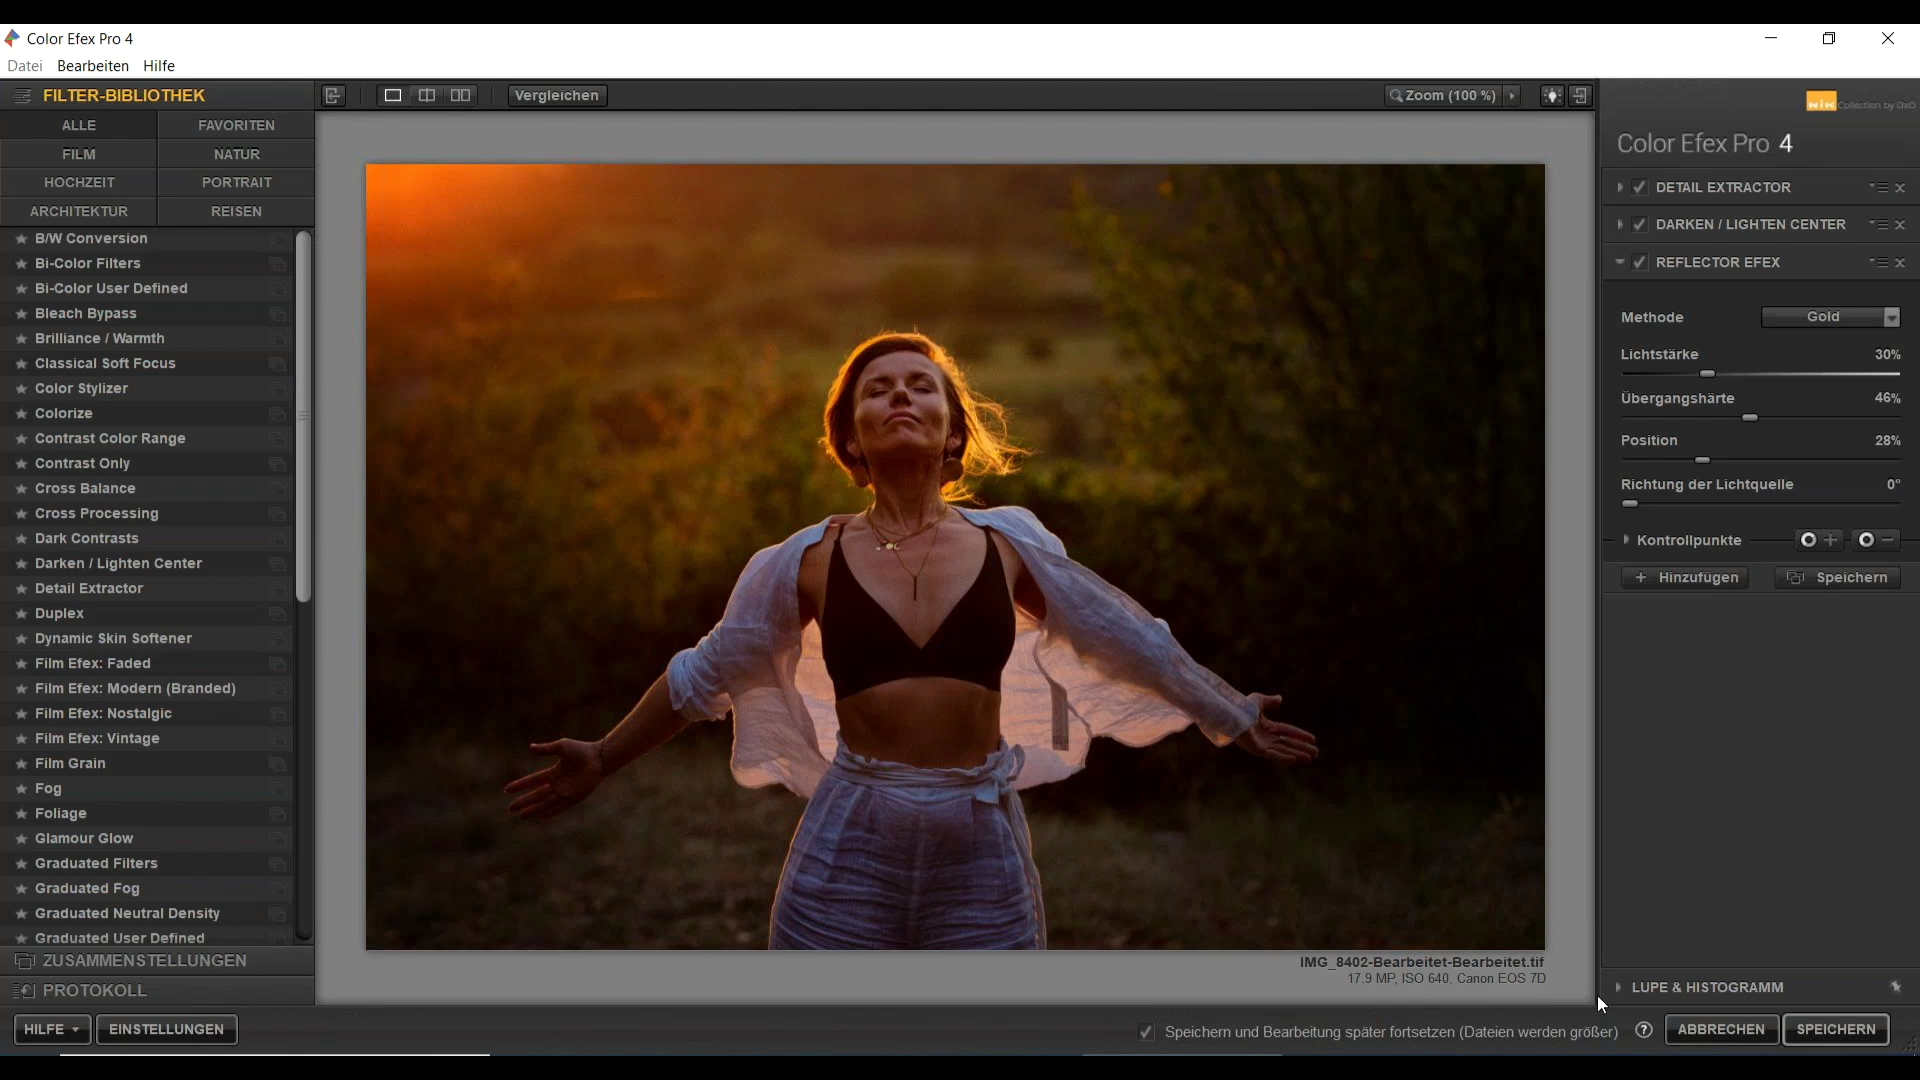 Color Efex Pro 4
Datei Bearbeiten Hilfe
FILTER-BIBLIOTHEK
Vergleichen
Zoom (100 %)
ALLE
FAVORITEN
FILM
NATUR
HOCHZEIT
PORTRAIT
ARCHITEKTUR
REISEN
B/W Conversion
Bi-Color Filters
Bi-Color User Defined
Bleach Bypass
Brilliance / Warmth
Classical Soft Focus
Color Stylizer
Colorize
Contrast Color Range
Contrast Only
Cross Balance
Cross Processing
Dark Contrasts
Darken / Lighten Center
Detail Extractor
Duplex
Dynamic Skin Softener
Film Efex: Faded
Film Efex: Modern (Branded)
Film Efex: Nostalgic
Film Efex: Vintage
Film Grain
Fog
Foliage
Glamour Glow
Graduated Filters
Graduated Fog
Graduated Neutral Density
Graduated User Defined
ZUSAMMENSTELLUNGEN
PROTOKOLL
HILFE
EINSTELLUNGEN
IMG_8402-Bearbeitet-Bearbeitet.tif
17.9 MP, ISO 640, Canon EOS 7D
Nik Collection by DxO
Color Efex Pro 4
DETAIL EXTRACTOR
DARKEN / LIGHTEN CENTER
REFLECTOR EFEX
Methode Gold
Lichtstärke 30%
Übergangshärte 46%
Position 28%
Richtung der Lichtquelle 0°
Kontrollpunkte
Hinzufügen
Speichern
LUPE & HISTOGRAMM
Speichern und Bearbeitung später fortsetzen (Dateien werden größer)
ABBRECHEN
SPEICHERN